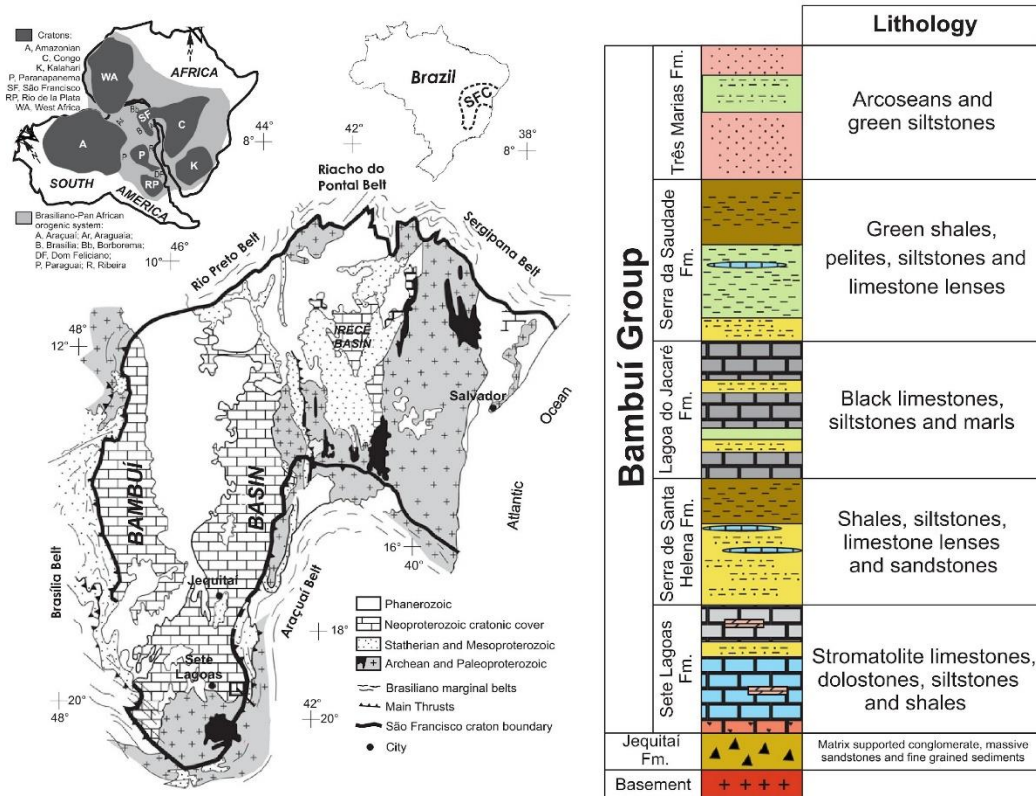 Cratons:
A, Amazonian
C, Congo
K, Kalahari
P, Paranapanema
SF, São Francisco
RP, Rio de la Plata
WA, West Africa
N
AFRICA
WA
SF
C
A
P
K
RP
SOUTH
AMERICA
N
Brasiliano-Pan African
orogenic system:
A, Araçuaí; Ar, Araguaia;
B, Brasília; Bb, Borborema;
DF, Dom Feliciano;
P, Paraguai; R, Ribeira
Brazil
SFC
44°
8°
42°
38°
8°
46°
10°
Riacho do
Pontal Belt
Rio Preto Belt
Sergipana Belt
48°
12°
IRECÊ
BASIN
Salvador
Ocean
Atlantic
BAMBUÍ
BASIN
16°
40°
Brasília Belt
Jequitaí
Araçuaí Belt
18°
Sete
Lagoas
20°
48°
42°
20°
Phanerozoic
Neoproterozoic cratonic cover
Statherian and Mesoproterozoic
Archean and Paleoproterozoic
Brasiliano marginal belts
Main Thrusts
São Francisco craton boundary
City
Lithology
Bambuí Group
Três Marias Fm.
Arcoseans and
green siltstones
Serra da Saudade
Fm.
Green shales,
pelites, siltstones and
limestone lenses
Lagoa do Jacaré
Fm.
Black limestones,
siltstones and marls
Serra de Santa
Helena Fm.
Shales, siltstones,
limestone lenses
and sandstones
Sete Lagoas
Fm.
Stromatolite limestones,
dolostones, siltstones
and shales
Jequitaí
Fm.
Matrix supported conglomerate, massive
sandstones and fine grained sediments
Basement